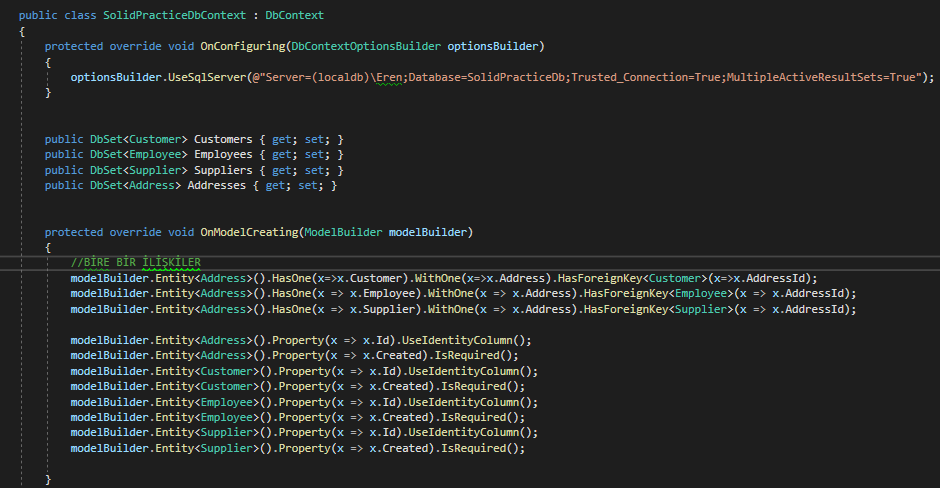 public class SolidPracticeDbContext : DbContext
{
protected override void OnConfiguring(DbContextOptionsBuilder optionsBuilder)
{
optionsBuilder.UseSqlServer(@"Server=(localdb)\Eren;Database=SolidPracticeDb;Trusted_Connection=True;MultipleActiveResultSets=True");
}
public DbSet<Customer> Customers { get; set; }
public DbSet<Employee> Employees { get; set; }
public DbSet<Supplier> Suppliers { get; set; }
public DbSet<Address> Addresses { get; set; }
protected override void OnModelCreating(ModelBuilder modelBuilder)
{
//BİRE BİR İLİŞKİLER
modelBuilder.Entity<Address>().HasOne(x=>x.Customer).WithOne(x=>x.Address).HasForeignKey<Customer>(x=>x.AddressId);
modelBuilder.Entity<Address>().HasOne(x => x.Employee).WithOne(x => x.Address).HasForeignKey<Employee>(x => x.AddressId);
modelBuilder.Entity<Address>().HasOne(x => x.Supplier).WithOne(x => x.Address).HasForeignKey<Supplier>(x => x.AddressId);
modelBuilder.Entity<Address>().Property(x => x.Id).UseIdentityColumn();
modelBuilder.Entity<Address>().Property(x => x.Created).IsRequired();
modelBuilder.Entity<Customer>().Property(x => x.Id).UseIdentityColumn();
modelBuilder.Entity<Customer>().Property(x => x.Created).IsRequired();
modelBuilder.Entity<Employee>().Property(x => x.Id).UseIdentityColumn();
modelBuilder.Entity<Employee>().Property(x => x.Created).IsRequired();
modelBuilder.Entity<Supplier>().Property(x => x.Id).UseIdentityColumn();
modelBuilder.Entity<Supplier>().Property(x => x.Created).IsRequired();
}